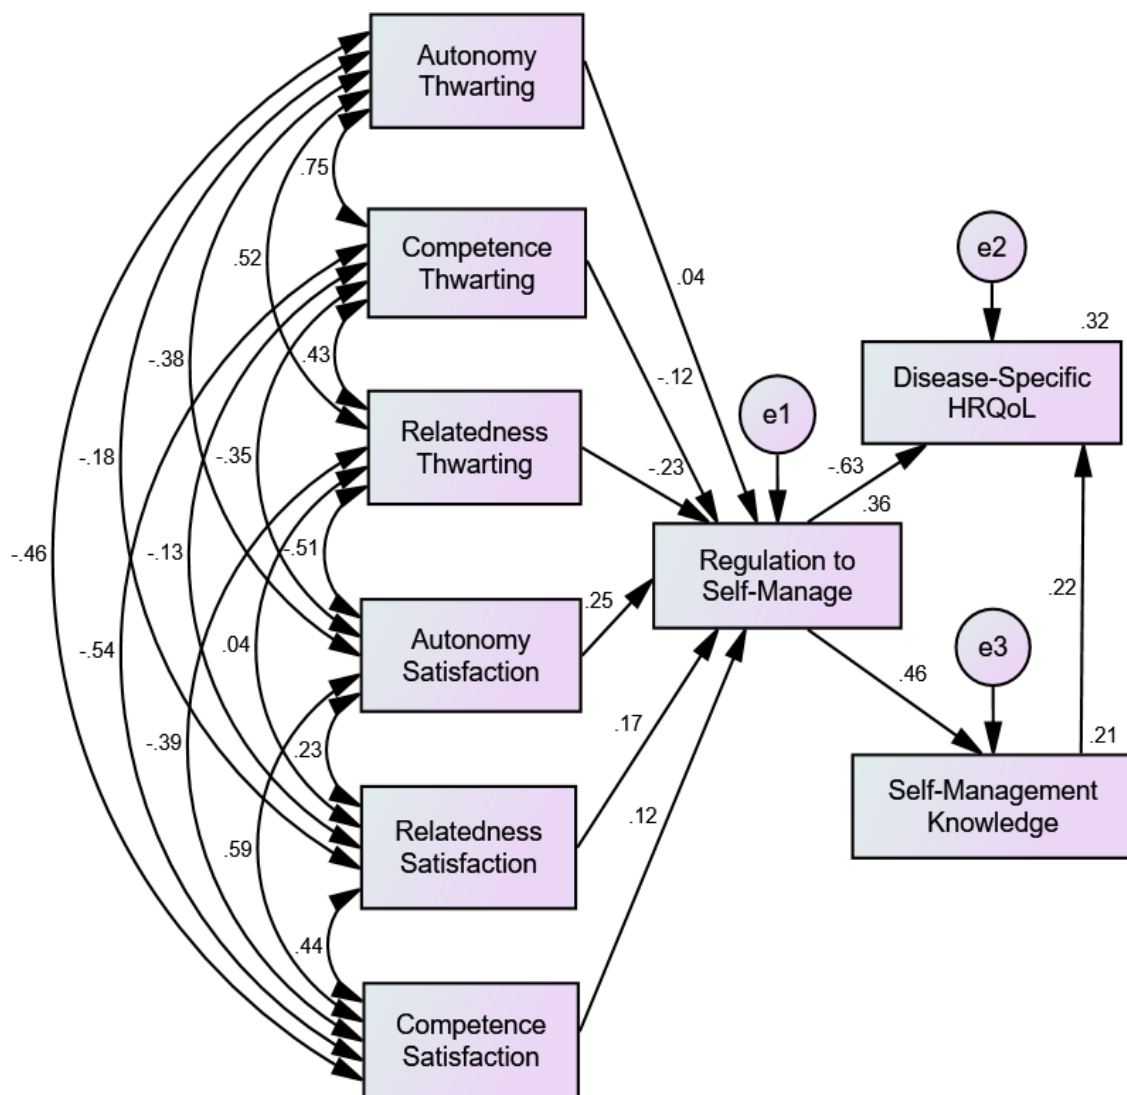 Autonomy
Thwarting
.75
Competence
Thwarting
.52
.04
e2
.32
-.38
.43
-.12
Disease-Specific
HRQoL
e1
Relatedness
Thwarting
-.18
-.35
-.23
-.63
.36
-.46
-.13
-.51
Regulation to
Self-Manage
.25
.22
-.54
.04
Autonomy
Satisfaction
e3
.46
-.39
.23
.17
.21
Self-Management
Knowledge
.12
Relatedness
Satisfaction
.59
.44
Competence
Satisfaction